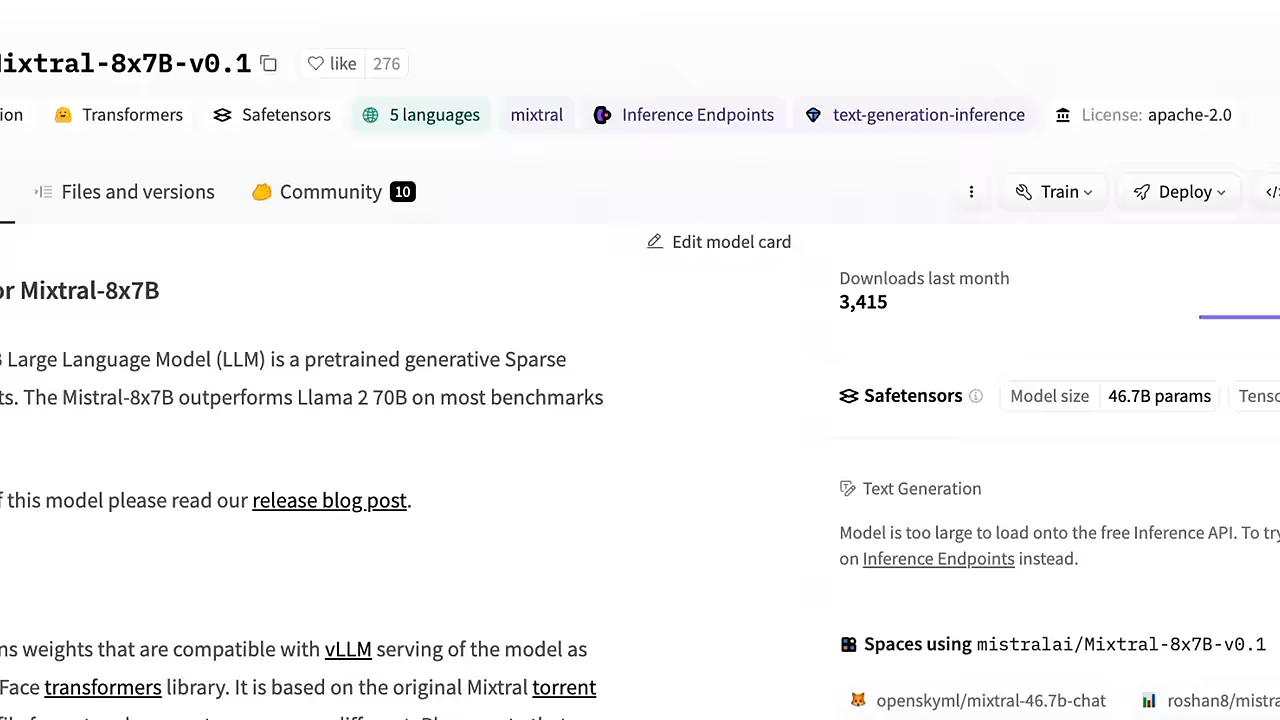 Mixtral-8x7B-v0.1 like 276
ion Transformers Safetensors 5 languages mixtral Inference Endpoints text-generation-inference License: apache-2.0
Files and versions Community 10 Train Deploy </>
Edit model card
or Mixtral-8x7B
Downloads last month
3,415
B Large Language Model (LLM) is a pretrained generative Sparse
ts. The Mistral-8x7B outperforms Llama 2 70B on most benchmarks
f this model please read our release blog post.
Safetensors Model size 46.7B params Tenso
Text Generation
Model is too large to load onto the free Inference API. To try
on Inference Endpoints instead.
ns weights that are compatible with vLLM serving of the model as
Face transformers library. It is based on the original Mixtral torrent
Spaces using mistralai/Mixtral-8x7B-v0.1
openskyml/mixtral-46.7b-chat roshan8/mistra